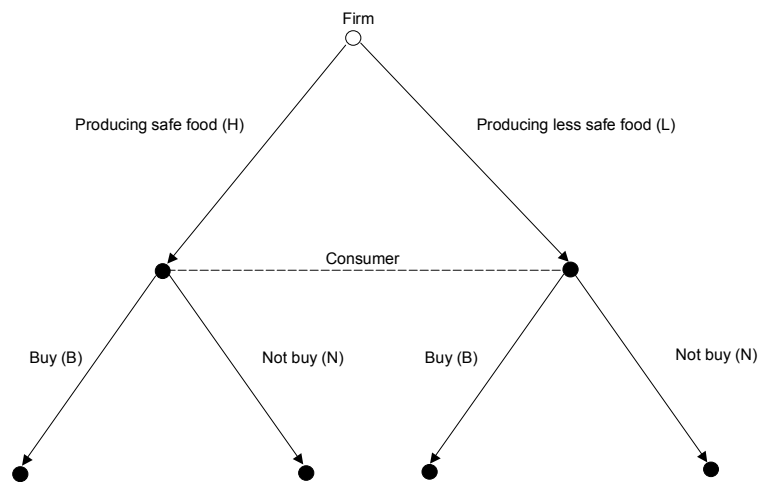 Firm
Producing safe food (H)
Producing less safe food (L)
Consumer
Buy (B)
Not buy (N)
Buy (B)
Not buy (N)